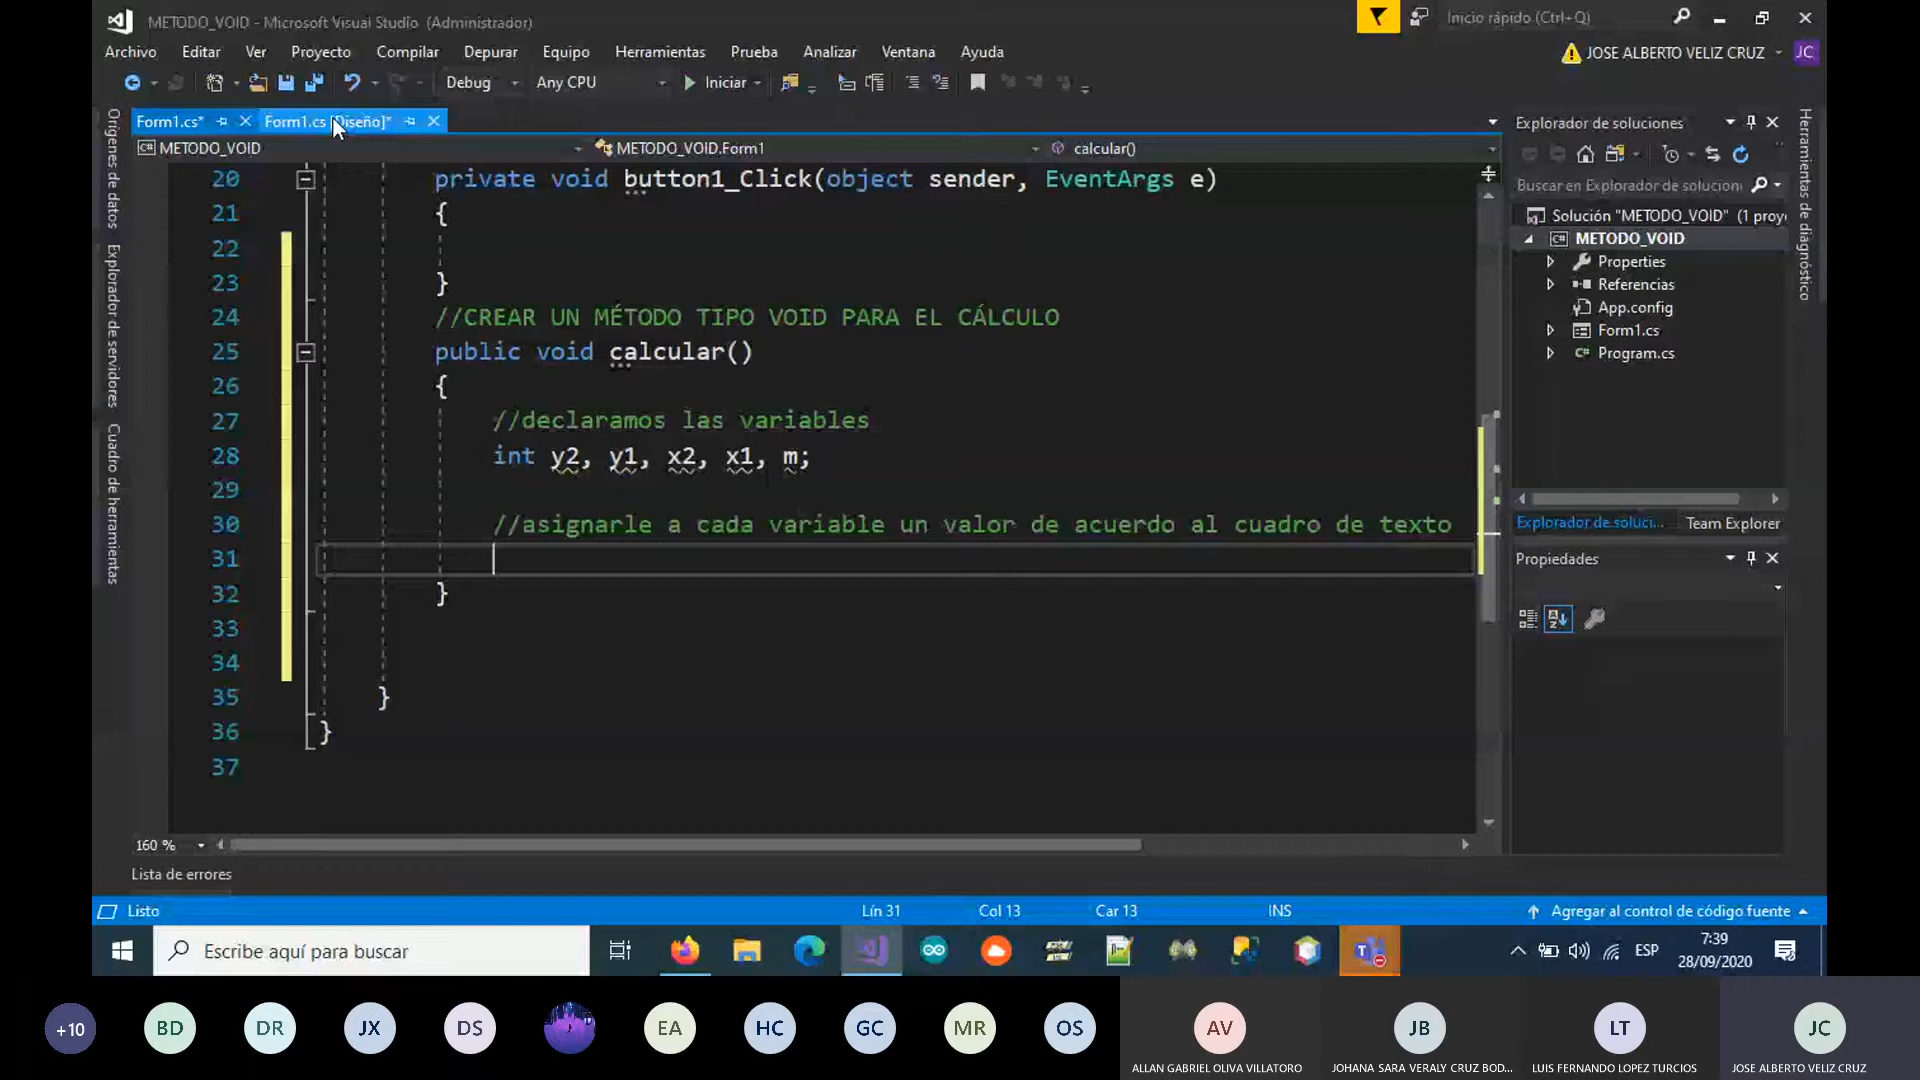 METODO_VOID - Microsoft Visual Studio (Administrador)
Inicio rápido (Ctrl+Q)
Archivo Editar Ver Proyecto Compilar Depurar Equipo Herramientas Prueba Analizar Ventana Ayuda
JOSE ALBERTO VELIZ CRUZ JC
Debug Any CPU Iniciar
Orígenes de datos
Explorador de servidores
Cuadro de herramientas
Form1.cs* Form1.cs [Diseño]*
METODO_VOID METODO_VOID.Form1 calcular()
20 private void button1_Click(object sender, EventArgs e)
21 {
22
23 }
24 //CREAR UN MÉTODO TIPO VOID PARA EL CÁLCULO
25 public void calcular()
26 {
27 //declaramos las variables
28 int y2, y1, x2, x1, m;
29
30 //asignarle a cada variable un valor de acuerdo al cuadro de texto
31
32 }
33
34
35 }
36 }
37
160 %
Lista de errores
Explorador de soluciones
Buscar en Explorador de solucion
Solución "METODO_VOID" (1 proy
METODO_VOID
Properties
Referencias
App.config
Form1.cs
Program.cs
Explorador de soluci... Team Explorer
Propiedades
Herramientas de diagnóstico
Listo Lín 31 Col 13 Car 13 INS Agregar al control de código fuente
Escribe aquí para buscar
ESP
7:39
28/09/2020
+10 BD DR JX DS EA HC GC MR OS AV JB LT JC
ALLAN GABRIEL OLIVA VILLATORO JOHANA SARA VERALY CRUZ BOD... LUIS FERNANDO LOPEZ TURCIOS JOSE ALBERTO VELIZ CRUZ